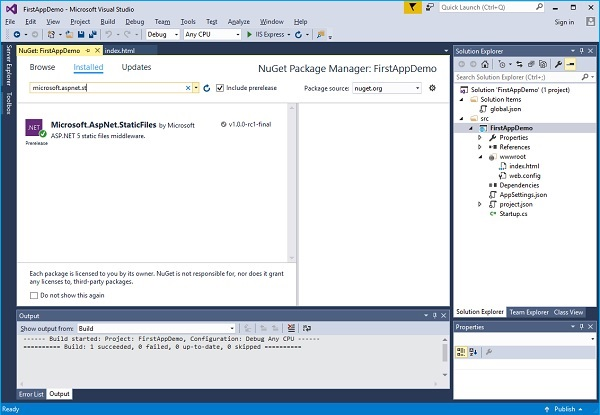 FirstAppDemo - Microsoft Visual Studio
Quick Launch (Ctrl+Q)
File Edit View Project Build Debug Team Tools Test Analyze Window Help
Sign in
Debug Any CPU IIS Express
Server Explorer
Toolbox
NuGet: FirstAppDemo
index.html
Browse Installed Updates
NuGet Package Manager: FirstAppDemo
microsoft.aspnet.st
Include prerelease
Package source: nuget.org
.NET
Prerelease
Microsoft.AspNet.StaticFiles by Microsoft
v1.0.0-rc1-final
ASP.NET 5 static files middleware.
Each package is licensed to you by its owner. NuGet is not responsible, nor does it grant
any licenses to, third-party packages.
Do not show this again
Output
Show output from: Build
------ Build started: Project: FirstAppDemo, Configuration: Debug Any CPU ------
========== Build: 1 succeeded, 0 failed, 0 up-to-date, 0 skipped ==========
Error List Output
Solution Explorer
Search Solution Explorer (Ctrl+;)
Solution 'FirstAppDemo' (1 project)
Solution Items
global.json
src
FirstAppDemo
Properties
References
wwwroot
index.html
web.config
Dependencies
AppSettings.json
project.json
Startup.cs
Solution Explorer Team Explorer Class View
Properties
Ready
Publish